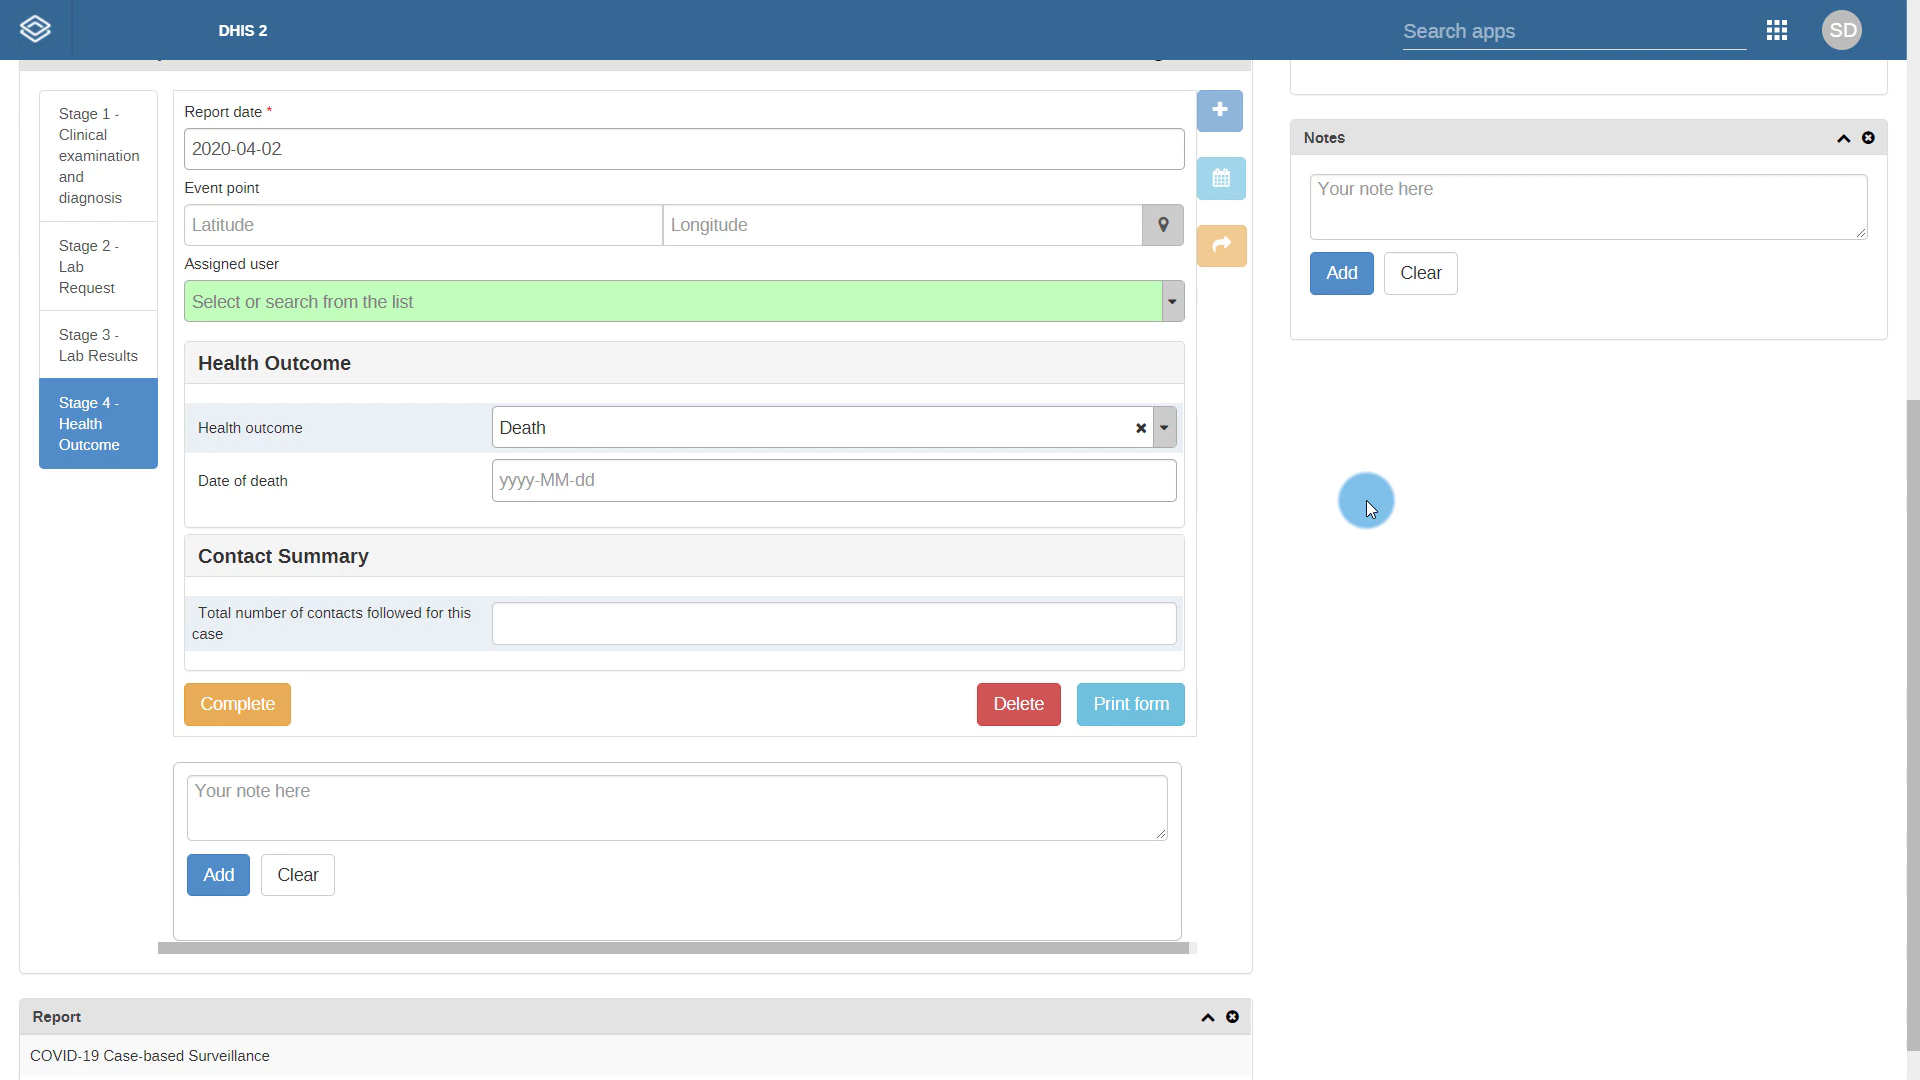 DHIS 2
Search apps
SD
Stage 1 -
Clinical
examination
and
diagnosis
Stage 2 -
Lab
Request
Stage 3 -
Lab Results
Stage 4 -
Health
Outcome
Report date *
2020-04-02
Event point
Latitude
Longitude
Assigned user
Select or search from the list
Health Outcome
Health outcome
Death
Date of death
yyyy-MM-dd
Contact Summary
Total number of contacts followed for this
case
Complete
Delete
Print form
Your note here
Add
Clear
Report
COVID-19 Case-based Surveillance
Notes
Your note here
Add
Clear